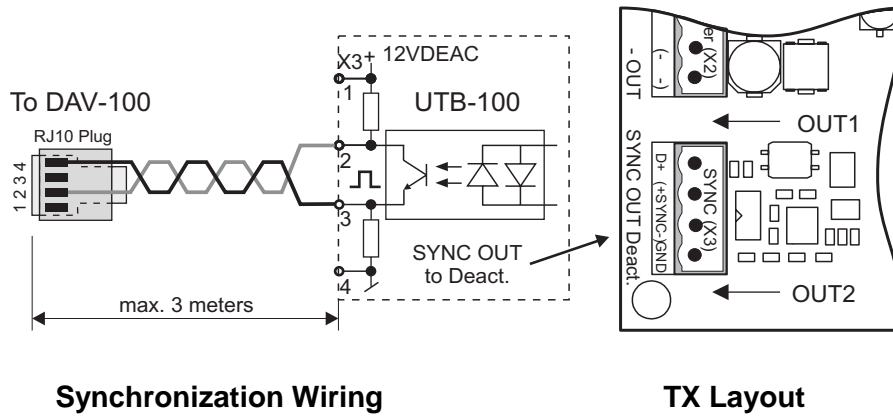 To DAV-100
RJ10 Plug
1 2 3 4
max. 3 meters
X3
+ 12VDEAC
1
2
3
4
UTB-100
SYNC OUT
to Deact.
Synchronization Wiring
- OUT
(- -)
er (X2)
OUT1
SYNC OUT Deact.
D+ (+SYNC-)GND
SYNC (X3)
OUT2
TX Layout